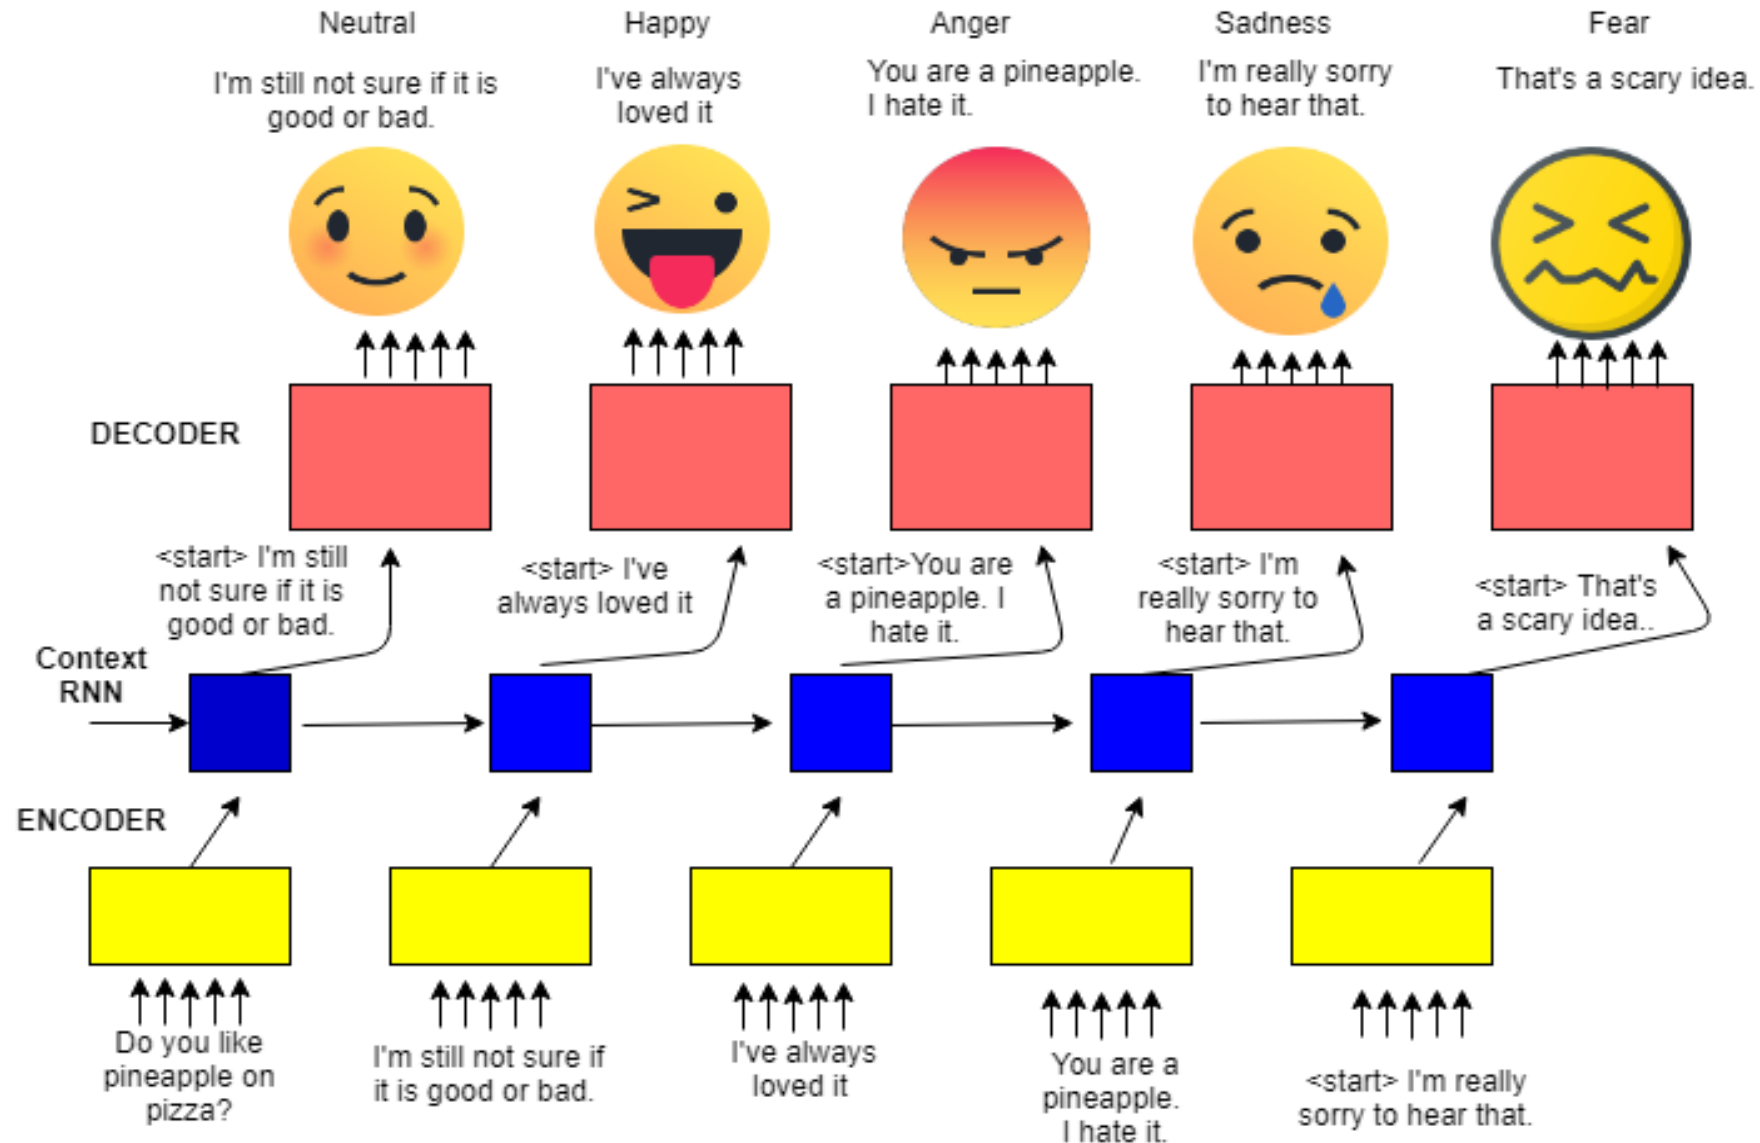 Neutral
Happy
Anger
Sadness
Fear
I'm still not sure if it is
good or bad.
I've always
loved it
You are a pineapple.
I hate it.
I'm really sorry
to hear that.
That's a scary idea.
DECODER
<start> I'm still
not sure if it is
good or bad.
<start> I've
always loved it
<start>You are
a pineapple. I
hate it.
<start> I'm
really sorry to
hear that.
<start> That's
a scary idea..
Context
RNN
ENCODER
Do you like
pineapple on
pizza?
I'm still not sure if
it is good or bad.
I've always
loved it
You are a
pineapple.
I hate it.
<start> I'm really
sorry to hear that.